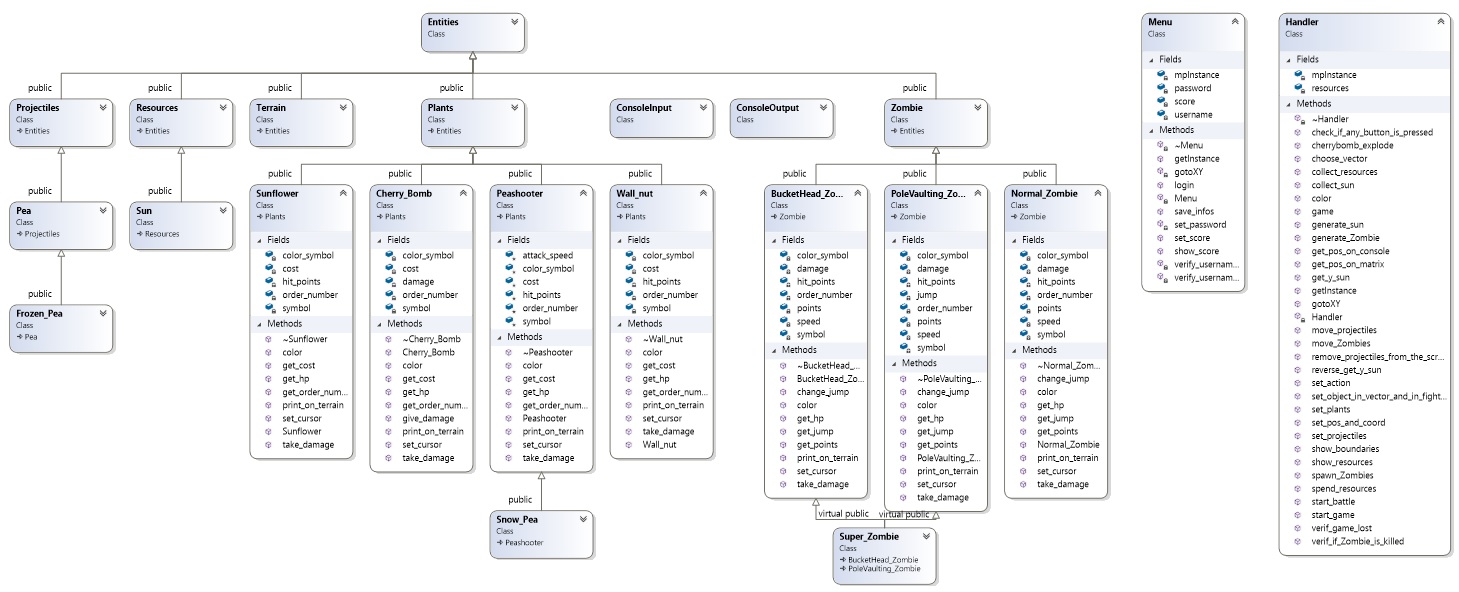 Entities
Class
public
public
public
public
public
Projectiles
Class
Entities
Resources
Class
Entities
Terrain
Class
Entities
Plants
Class
Entities
ConsoleInput
Class
ConsoleOutput
Class
Zombie
Class
Entities
public
public
Pea
Class
Projectiles
Sun
Class
Resources
public
Frozen_Pea
Class
Pea
public
public
public
public
Sunflower
Class
Plants
Fields
color_symbol
cost
hit_points
order_number
symbol
Methods
~Sunflower
color
get_cost
get_hp
get_order_num...
print_on_terrain
set_cursor
Sunflower
take_damage
Cherry_Bomb
Class
Plants
Fields
color_symbol
cost
damage
order_number
symbol
Methods
~Cherry_Bomb
Cherry_Bomb
color
get_cost
get_hp
get_order_num...
give_damage
print_on_terrain
set_cursor
take_damage
Peashooter
Class
Plants
Fields
attack_speed
color_symbol
cost
hit_points
order_number
symbol
Methods
~Peashooter
color
get_cost
get_hp
get_order_num...
Peashooter
print_on_terrain
set_cursor
take_damage
Wall_nut
Class
Plants
Fields
color_symbol
cost
hit_points
order_number
symbol
Methods
~Wall_nut
color
get_cost
get_hp
get_order_num...
print_on_terrain
set_cursor
take_damage
Wall_nut
public
Snow_Pea
Class
Peashooter
public
public
public
BucketHead_Zo...
Class
Zombie
Fields
color_symbol
damage
hit_points
order_number
points
speed
symbol
Methods
~BucketHead_...
BucketHead_Zo...
change_jump
color
get_hp
get_jump
get_points
print_on_terrain
set_cursor
take_damage
PoleVaulting_Zo...
Class
Zombie
Fields
color_symbol
damage
hit_points
jump
order_number
points
speed
symbol
Methods
~PoleVaulting_...
change_jump
color
get_hp
get_jump
get_points
PoleVaulting_Z...
print_on_terrain
set_cursor
take_damage
Normal_Zombie
Class
Zombie
Fields
color_symbol
damage
hit_points
order_number
points
speed
symbol
Methods
~Normal_Zom...
change_jump
color
get_hp
get_jump
get_points
Normal_Zombie
print_on_terrain
set_cursor
take_damage
virtual public
virtual public
Super_Zombie
Class
BucketHead_Zombie
PoleVaulting_Zombie
Menu
Class
Fields
mpInstance
password
score
username
Methods
~Menu
getInstance
gotoXY
login
Menu
save_infos
set_password
set_score
show_score
verify_usernam...
verify_usernam...
Handler
Class
Fields
mpInstance
resources
Methods
~Handler
check_if_any_button_is_pressed
cherrybomb_explode
choose_vector
collect_resources
collect_sun
color
game
generate_sun
generate_Zombie
get_pos_on_console
get_pos_on_matrix
get_y_sun
getInstance
gotoXY
Handler
move_projectiles
move_Zombies
remove_projectiles_from_the_scr...
reverse_get_y_sun
set_action
set_object_in_vector_and_in_fight...
set_plants
set_pos_and_coord
set_projectiles
show_boundaries
show_resources
spawn_Zombies
spend_resources
start_battle
start_game
verif_game_lost
verif_if_Zombie_is_killed